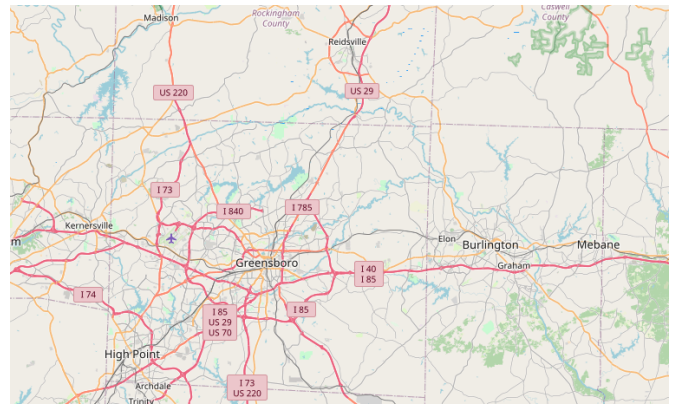 Madison
Rockingham
County
Caswell
County
Reidsville
US 220
US 29
I 73
I 840
I 785
Kernersville
m
Elon
Burlington
Mebane
Greensboro
Graham
I 40
I 85
I 74
I 85
US 29
US 70
I 85
High Point
Archdale
I 73
US 220
Trinity